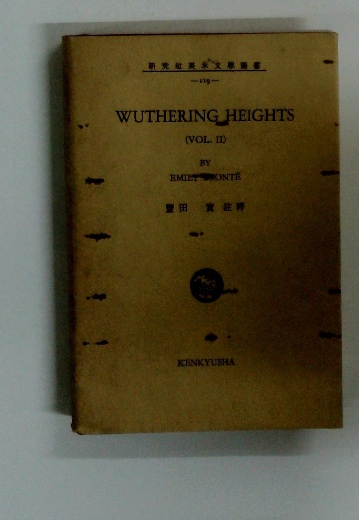 研究社英米文學叢書
—119—
WUTHERING HEIGHTS
(VOL. II)
BY
EMILY BRONTË
豐田 實 註釋
KENKYUSHA